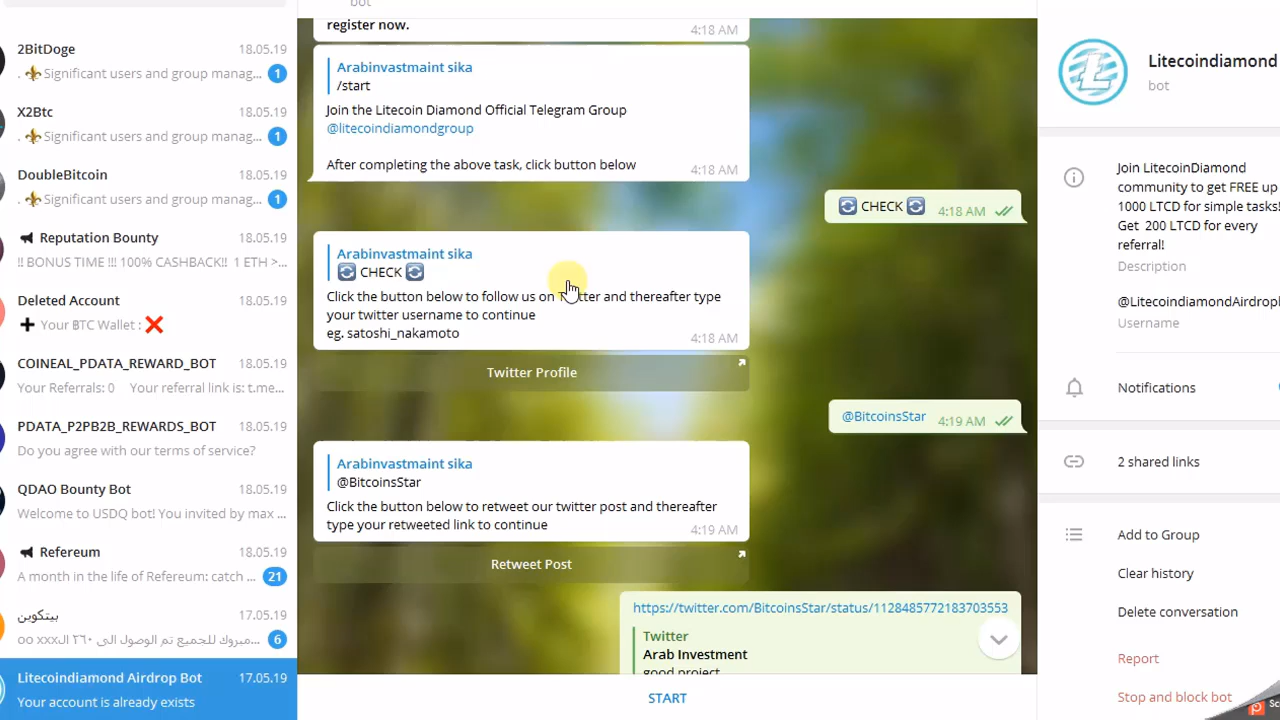 bot
2BitDoge 18.05.19
. ⚜Significant users and group manag... 1
X2Btc 18.05.19
. ⚜Significant users and group manag... 1
DoubleBitcoin 18.05.19
. ⚜Significant users and group manag... 1
Reputation Bounty 18.05.19
!! BONUS TIME !!! 100% CASHBACK!! 1 ETH >...
Deleted Account 18.05.19
➕ Your ₿TC Wallet : ❌
COINEAL_PDATA_REWARD_BOT 18.05.19
Your Referrals: 0 Your referral link is: t.me...
PDATA_P2PB2B_REWARDS_BOT 18.05.19
Do you agree with our terms of service?
QDAO Bounty Bot 18.05.19
Welcome to USDQ bot! You invited by max ...
Refereum 18.05.19
A month in the life of Refereum: catch ... 21
بيتكوين 17.05.19
مبروك للجميع تم الوصول الى ٢٦٠ الـoo xxx... 6
Litecoindiamond Airdrop Bot 17.05.19
Your account is already exists
register now.
4:18 AM
Arabinvastmaint sika
/start
Join the Litecoin Diamond Official Telegram Group
@litecoindiamondgroup
After completing the above task, click button below 4:18 AM
🔄 CHECK 🔄 4:18 AM
Arabinvastmaint sika
🔄 CHECK 🔄
Click the button below to follow us on Twitter and thereafter type
your twitter username to continue
eg. satoshi_nakamoto 4:18 AM
Twitter Profile
@BitcoinsStar 4:19 AM
Arabinvastmaint sika
@BitcoinsStar
Click the button below to retweet our twitter post and thereafter
type your retweeted link to continue 4:19 AM
Retweet Post
https://twitter.com/BitcoinsStar/status/1128485772183703553
Twitter
Arab Investment
good project
START
Litecoindiamond
bot
Join LitecoinDiamond
community to get FREE up
1000 LTCD for simple tasks!
Get 200 LTCD for every
referral!
Description
@LitecoindiamondAirdrop
Username
Notifications
2 shared links
Add to Group
Clear history
Delete conversation
Report
Stop and block bot